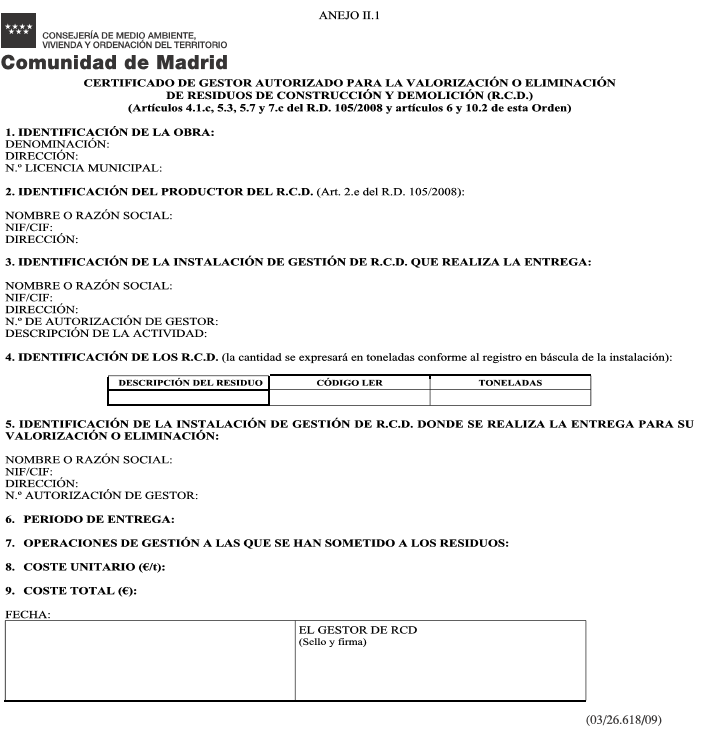 ANEJO II.1
CONSEJERÍA DE MEDIO AMBIENTE,
VIVIENDA Y ORDENACIÓN DEL TERRITORIO
Comunidad de Madrid
CERTIFICADO DE GESTOR AUTORIZADO PARA LA VALORIZACIÓN O ELIMINACIÓN
DE RESIDUOS DE CONSTRUCCIÓN Y DEMOLICIÓN (R.C.D.)
(Artículos 4.1.c, 5.3, 5.7 y 7.c del R.D. 105/2008 y artículos 6 y 10.2 de esta Orden)
1. IDENTIFICACIÓN DE LA OBRA:
DENOMINACIÓN:
DIRECCIÓN:
N.º LICENCIA MUNICIPAL:
2. IDENTIFICACIÓN DEL PRODUCTOR DEL R.C.D. (Art. 2.e del R.D. 105/2008):
NOMBRE O RAZÓN SOCIAL:
NIF/CIF:
DIRECCIÓN:
3. IDENTIFICACIÓN DE LA INSTALACIÓN DE GESTIÓN DE R.C.D. QUE REALIZA LA ENTREGA:
NOMBRE O RAZÓN SOCIAL:
NIF/CIF:
DIRECCIÓN:
N.º DE AUTORIZACIÓN DE GESTOR:
DESCRIPCIÓN DE LA ACTIVIDAD:
4. IDENTIFICACIÓN DE LOS R.C.D. (la cantidad se expresará en toneladas conforme al registro en báscula de la instalación):
DESCRIPCIÓN DEL RESIDUO CÓDIGO LER TONELADAS
5. IDENTIFICACIÓN DE LA INSTALACIÓN DE GESTIÓN DE R.C.D. DONDE SE REALIZA LA ENTREGA PARA SU
VALORIZACIÓN O ELIMINACIÓN:
NOMBRE O RAZÓN SOCIAL:
NIF/CIF:
DIRECCIÓN:
N.º AUTORIZACIÓN DE GESTOR:
6. PERIODO DE ENTREGA:
7. OPERACIONES DE GESTIÓN A LAS QUE SE HAN SOMETIDO A LOS RESIDUOS:
8. COSTE UNITARIO (€/t):
9. COSTE TOTAL (€):
FECHA:
EL GESTOR DE RCD
(Sello y firma)
(03/26.618/09)